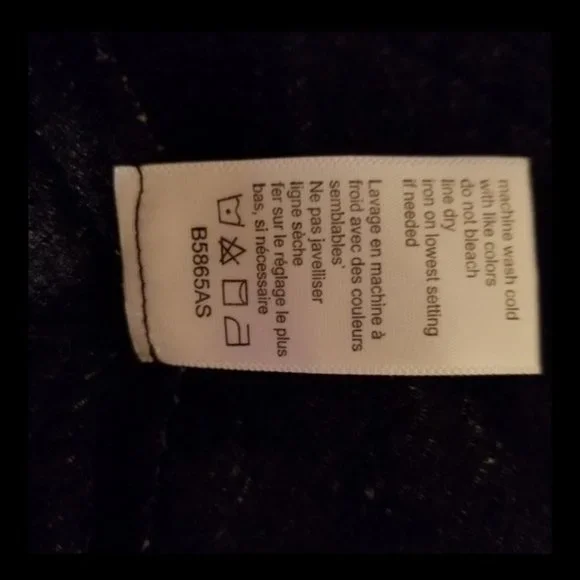 machine wash cold
with like colors
do not bleach
line dry
iron on lowest setting
if needed
Lavage en machine à
froid avec des couleurs
semblables
Ne pas javelliser
ligne sèche
fer sur le réglage le plus
bas, si nécessaire
B5865AS